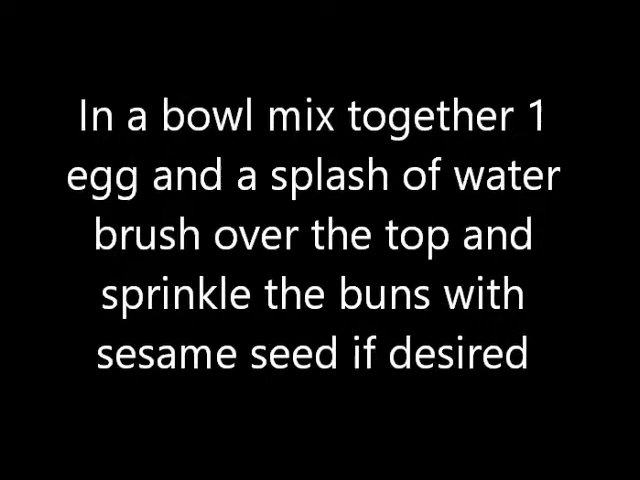 In a bowl mix together 1
egg and a splash of water
brush over the top and
sprinkle the buns with
sesame seed if desired